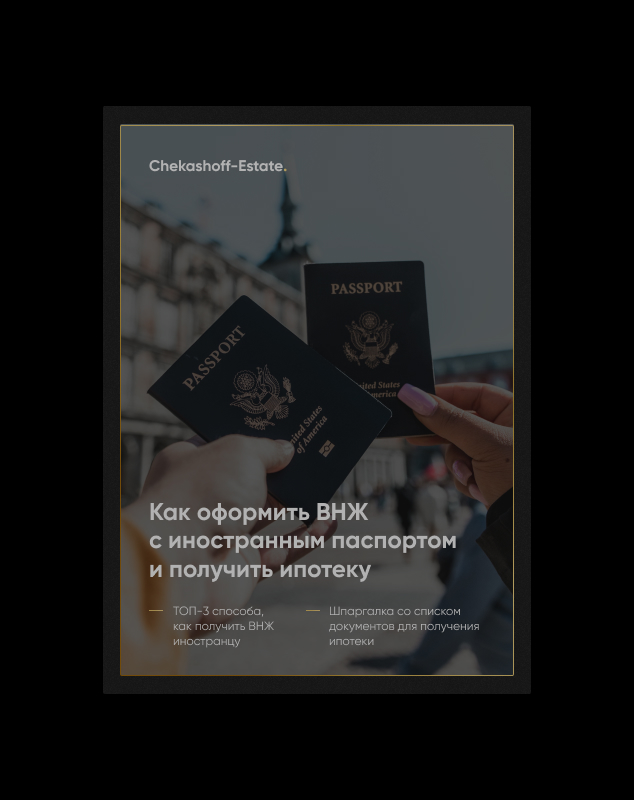 Chekashoff-Estate.
PASSPORT
PASSPORT
United States
of America
United States
of America
Как оформить ВНЖ
с иностранным паспортом
и получить ипотеку
ТОП-3 способа,
как получить ВНЖ
иностранцу
Шпаргалка со списком
документов для получения
ипотеки